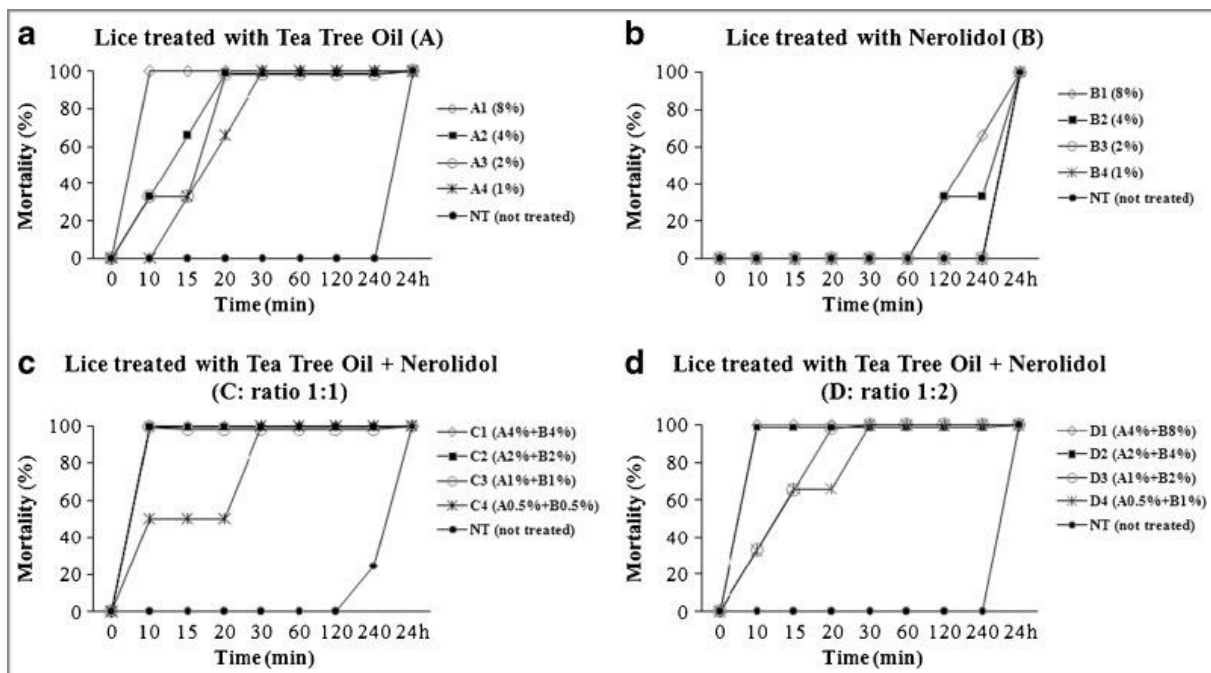 a Lice treated with Tea Tree Oil (A)
Mortality (%)
100
80
60
40
20
0
0 10 15 20 30 60 120 240 24h
Time (min)
A1 (8%)
A2 (4%)
A3 (2%)
A4 (1%)
NT (not treated)
b Lice treated with Nerolidol (B)
Mortality (%)
100
80
60
40
20
0
0 10 15 20 30 60 120 240 24h
Time (min)
B1 (8%)
B2 (4%)
B3 (2%)
B4 (1%)
NT (not treated)
c Lice treated with Tea Tree Oil + Nerolidol
(C: ratio 1:1)
Mortality (%)
100
80
60
40
20
0
0 10 15 20 30 60 120 240 24h
Time (min)
C1 (A4%+B4%)
C2 (A2%+B2%)
C3 (A1%+B1%)
C4 (A0.5%+B0.5%)
NT (not treated)
d Lice treated with Tea Tree Oil + Nerolidol
(D: ratio 1:2)
Mortality (%)
100
80
60
40
20
0
0 10 15 20 30 60 120 240 24h
Time (min)
D1 (A4%+B8%)
D2 (A2%+B4%)
D3 (A1%+B2%)
D4 (A0.5%+B1%)
NT (not treated)